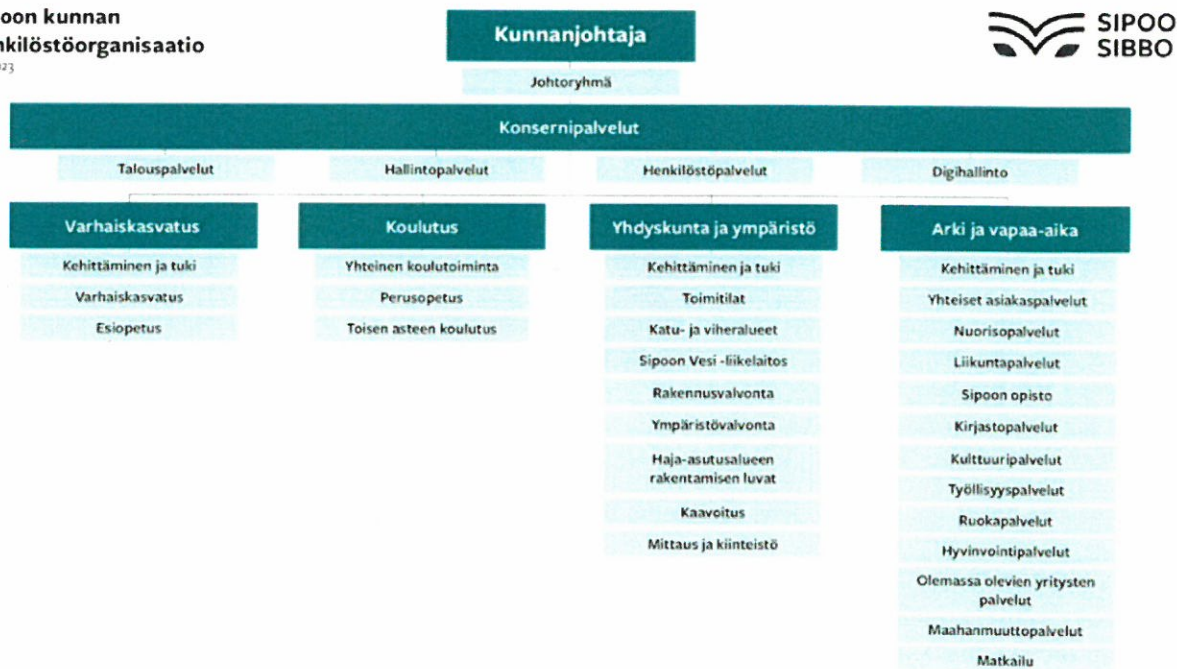 oon kunnan
nkilöstöorganisaatio
023
Kunnanjohtaja
SIPOO
SIBBO
Johtoryhmä
Konsernipalvelut
Talouspalvelut
Hallintopalvelut
Henkilöstöpalvelut
Digihallinto
Varhaiskasvatus
Kehittäminen ja tuki
Varhaiskasvatus
Esiopetus
Koulutus
Yhteinen koulutoiminta
Perusopetus
Toisen asteen koulutus
Yhdyskunta ja ympäristö
Kehittäminen ja tuki
Toimitilat
Katu- ja viheralueet
Sipoon Vesi -liikelaitos
Rakennusvalvonta
Ympäristövalvonta
Haja-asutusalueen
rakentamisen luvat
Kaavoitus
Mittaus ja kiinteistö
Arki ja vapaa-aika
Kehittäminen ja tuki
Yhteiset asiakaspalvelut
Nuorisopalvelut
Liikuntapalvelut
Sipoon opisto
Kirjastopalvelut
Kulttuuripalvelut
Työllisyyspalvelut
Ruokapalvelut
Hyvinvointipalvelut
Olemassa olevien yritysten
palvelut
Maahanmuuttopalvelut
Matkailu